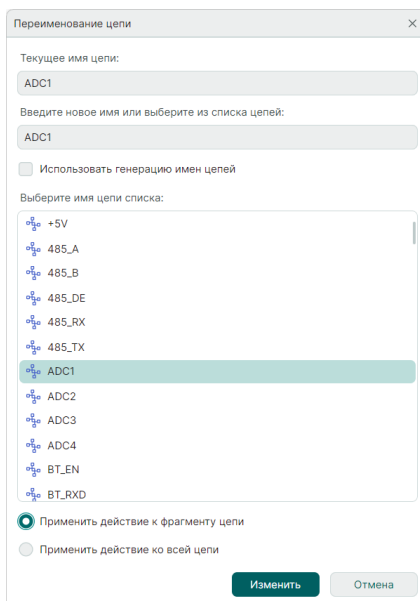 Переименование цепи
Текущее имя цепи:
ADC1
Введите новое имя или выберите из списка цепей:
ADC1
Использовать генерацию имен цепей
Выберите имя цепи списка:
+5V
485_A
485_B
485_DE
485_RX
485_TX
ADC1
ADC2
ADC3
ADC4
BT_EN
BT_RXD
Применить действие к фрагменту цепи
Применить действие ко всей цепи
Изменить
Отмена